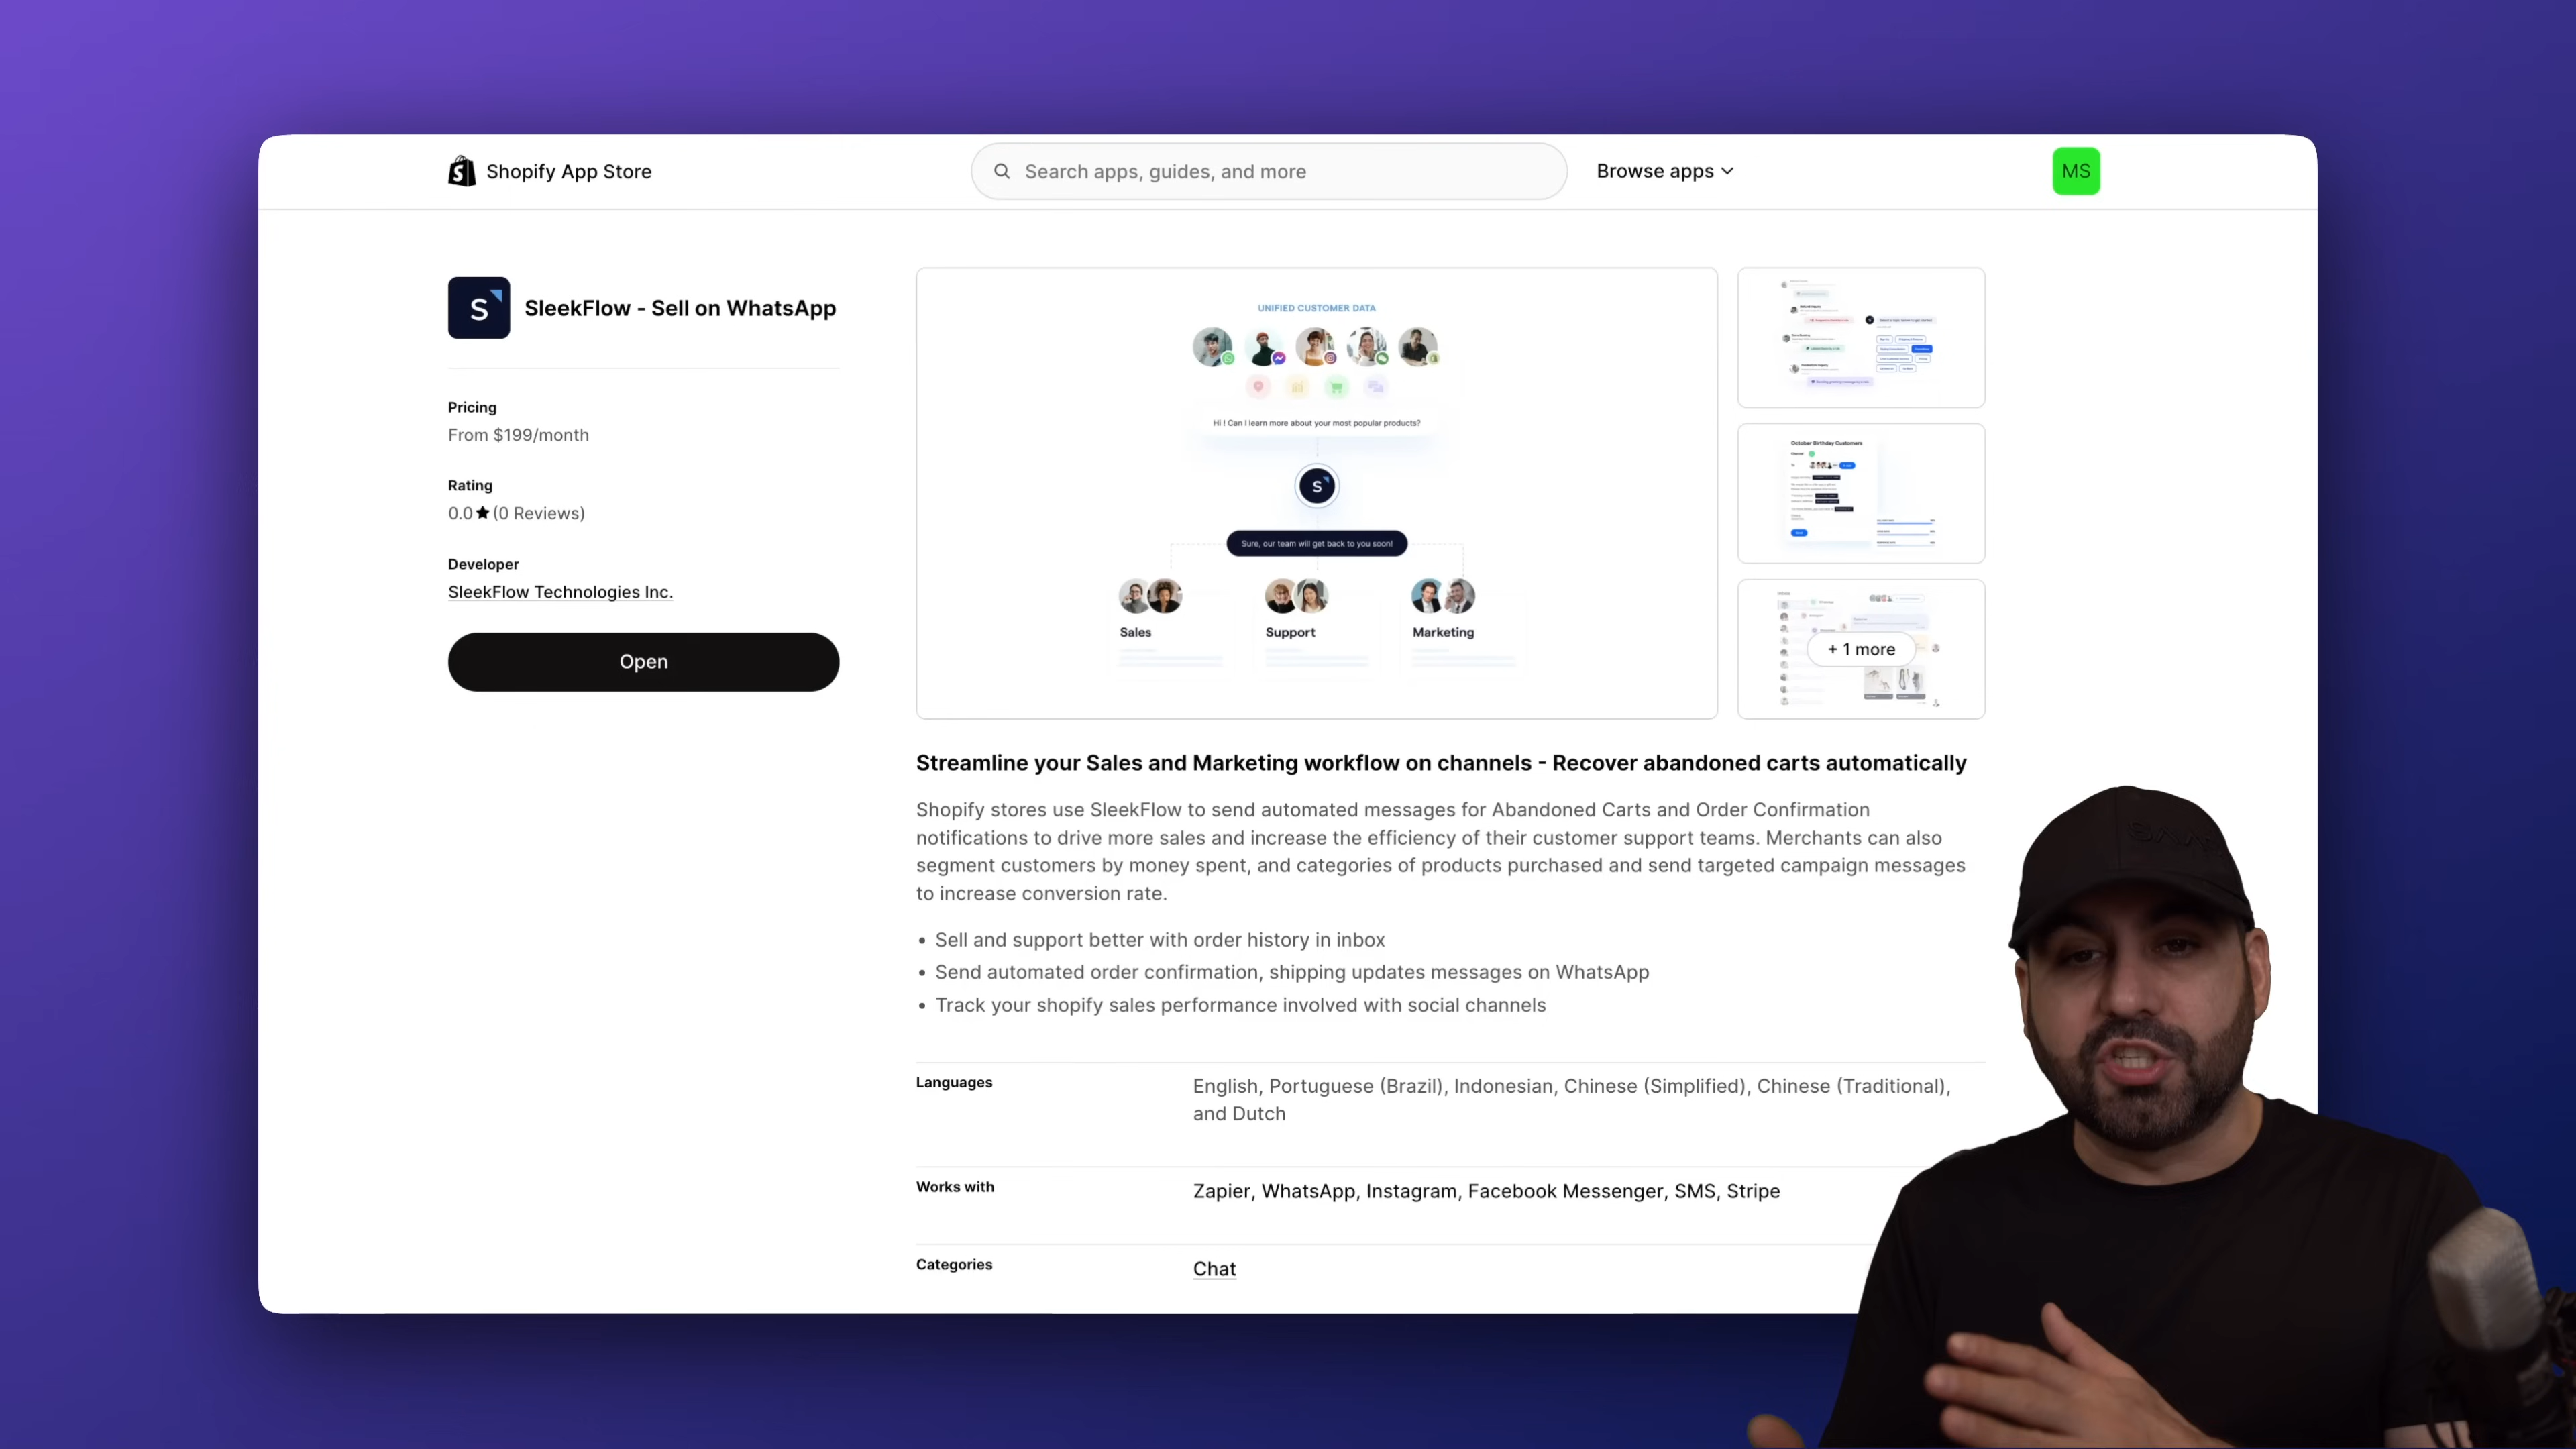 Shopify App Store
Search apps, guides, and more
Browse apps
MS
S
SleekFlow - Sell on WhatsApp
Pricing
From $199/month
Rating
0.0★ (0 Reviews)
Developer
SleekFlow Technologies Inc.
Open
UNIFIED CUSTOMER DATA
Hi ! Can I learn more about your most popular products?
S
Sure, our team will get back to you soon!
Sales
Support
Marketing
October Birthday Customers
+ 1 more
Streamline your Sales and Marketing workflow on channels - Recover abandoned carts automatically
Shopify stores use SleekFlow to send automated messages for Abandoned Carts and Order Confirmation
notifications to drive more sales and increase the efficiency of their customer support teams. Merchants can also
segment customers by money spent, and categories of products purchased and send targeted campaign messages
to increase conversion rate.
• Sell and support better with order history in inbox
• Send automated order confirmation, shipping updates messages on WhatsApp
• Track your shopify sales performance involved with social channels
Languages
English, Portuguese (Brazil), Indonesian, Chinese (Simplified), Chinese (Traditional),
and Dutch
Works with
Zapier, WhatsApp, Instagram, Facebook Messenger, SMS, Stripe
Categories
Chat